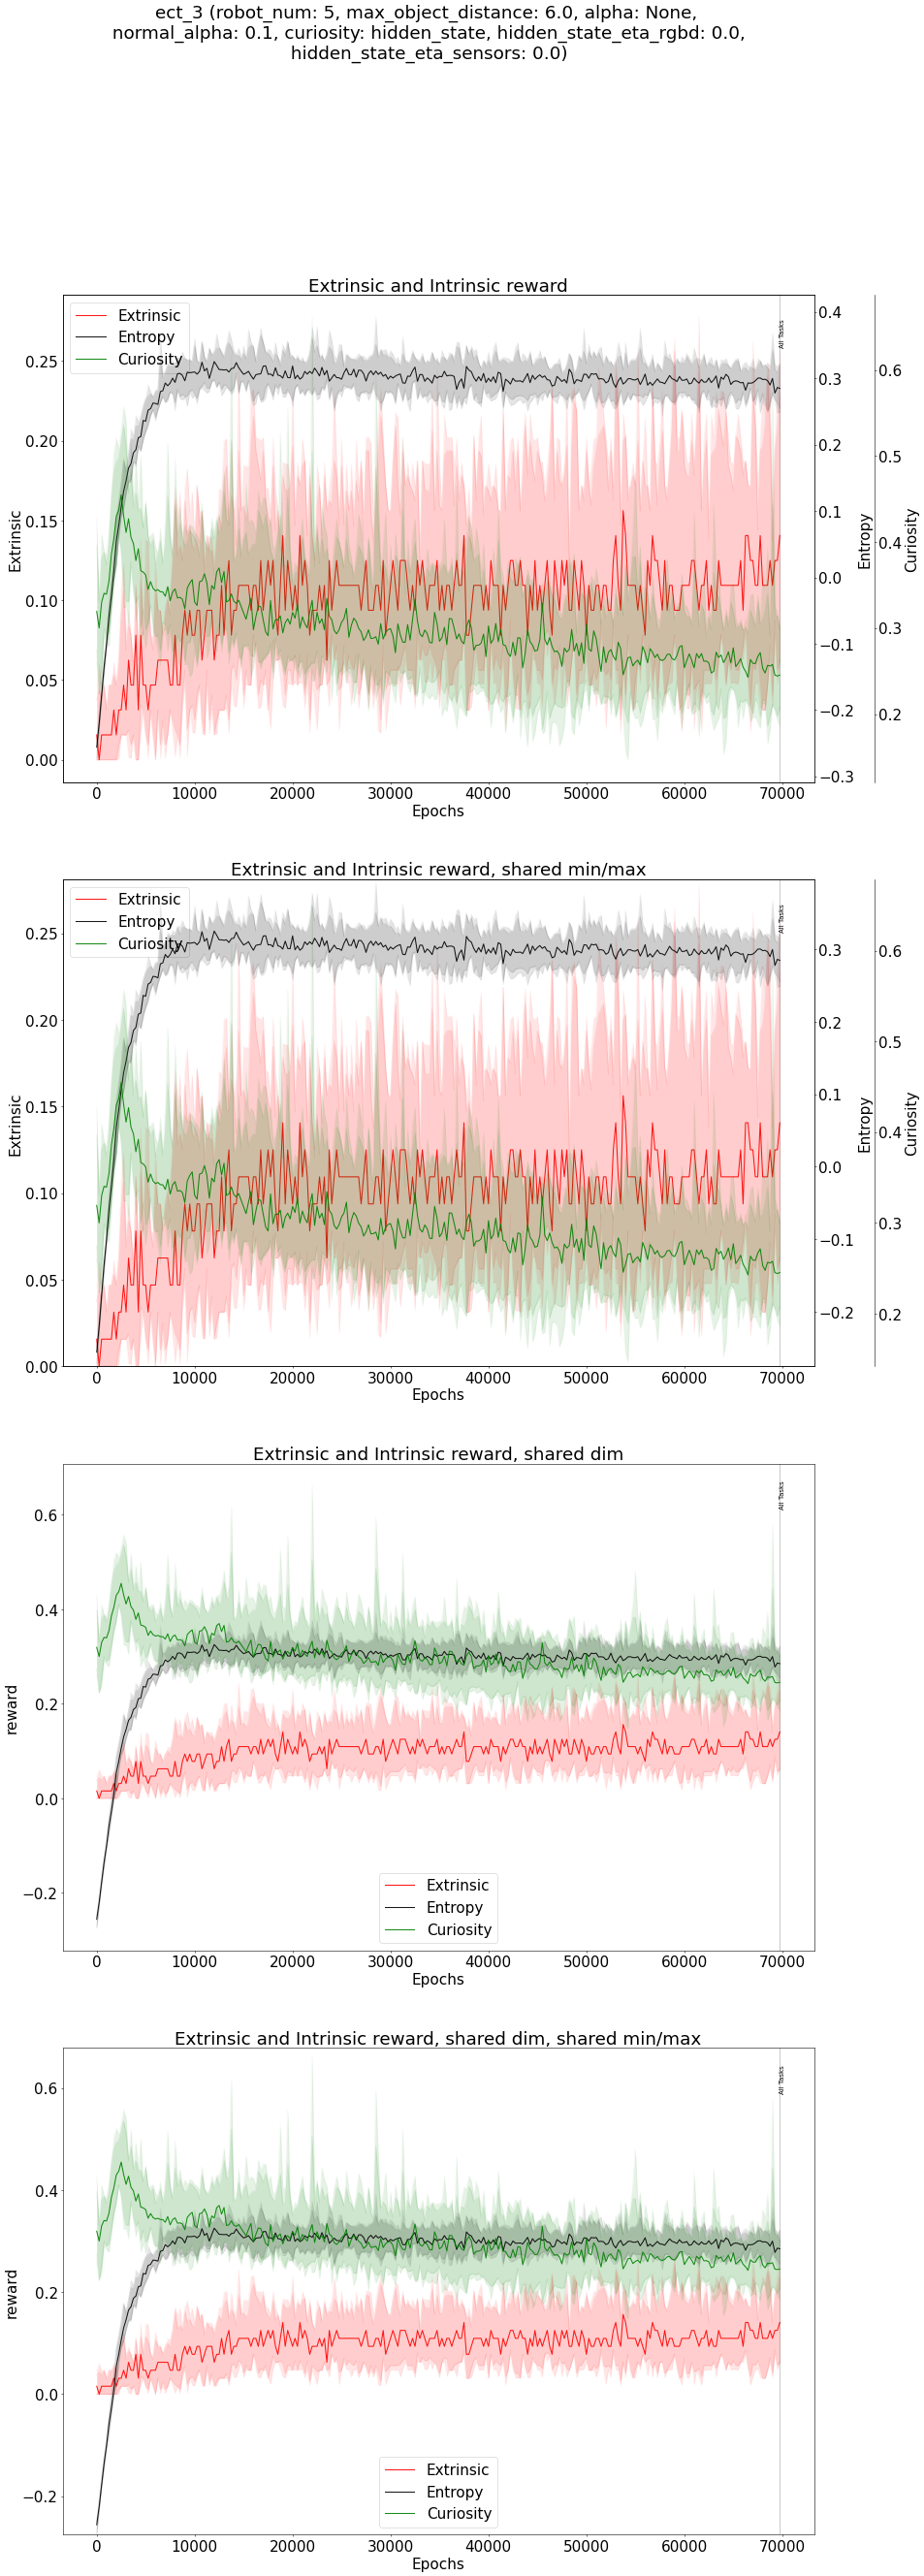 ect_3 (robot_num: 5, max_object_distance: 6.0, alpha: None,
normal_alpha: 0.1, curiosity: hidden_state, hidden_state_eta_rgbd: 0.0,
hidden_state_eta_sensors: 0.0)
Extrinsic and Intrinsic reward
Extrinsic
Entropy
Curiosity
All Tasks
0.25
0.20
0.15
0.10
0.05
0.00
Extrinsic
0.4
0.3
0.2
0.1
0.0
−0.1
−0.2
−0.3
Entropy
0.6
0.5
0.4
0.3
0.2
Curiosity
0 10000 20000 30000 40000 50000 60000 70000
Epochs
Extrinsic and Intrinsic reward, shared min/max
Extrinsic
Entropy
Curiosity
All Tasks
0.25
0.20
0.15
0.10
0.05
0.00
Extrinsic
0.3
0.2
0.1
0.0
−0.1
−0.2
Entropy
0.6
0.5
0.4
0.3
0.2
Curiosity
0 10000 20000 30000 40000 50000 60000 70000
Epochs
Extrinsic and Intrinsic reward, shared dim
All Tasks
0.6
0.4
0.2
0.0
−0.2
reward
Extrinsic
Entropy
Curiosity
0 10000 20000 30000 40000 50000 60000 70000
Epochs
Extrinsic and Intrinsic reward, shared dim, shared min/max
All Tasks
0.6
0.4
0.2
0.0
−0.2
reward
Extrinsic
Entropy
Curiosity
0 10000 20000 30000 40000 50000 60000 70000
Epochs